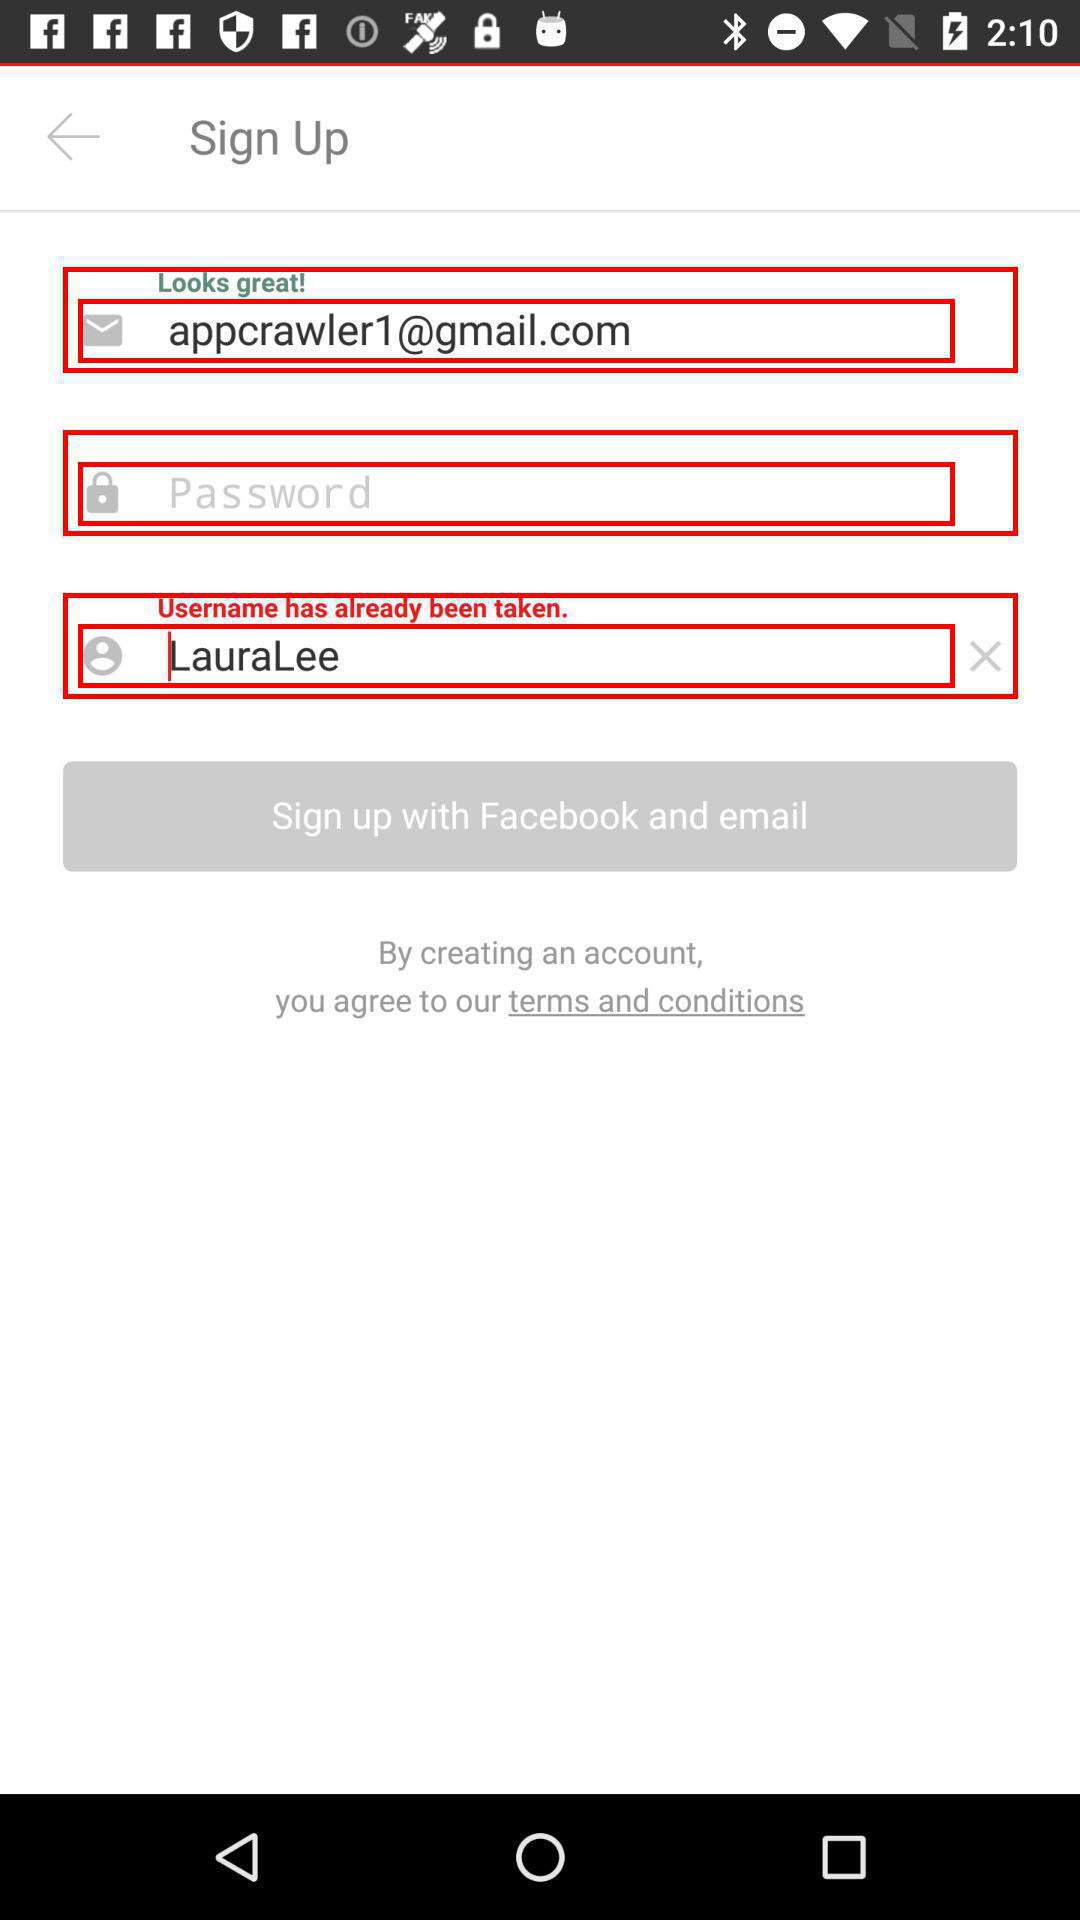 FAKE
2:10
Sign Up
Looks great!
appcrawler1@gmail.com
Password
Username has already been taken.
LauraLee
Sign up with Facebook and email
By creating an account,
you agree to our terms and conditions